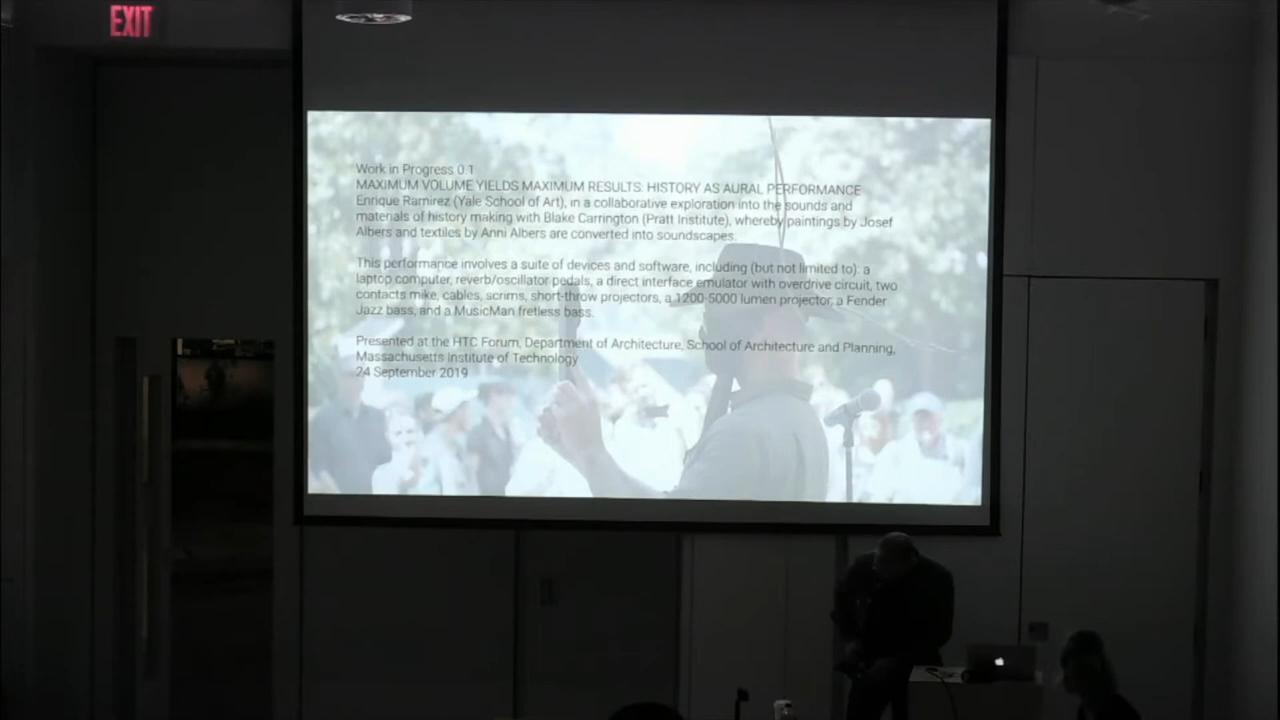 EXIT
Work in Progress 0.1
MAXIMUM VOLUME YIELDS MAXIMUM RESULTS: HISTORY AS AURAL PERFORMANCE
Enrique Ramirez (Yale School of Art), in a collaborative exploration into the sounds and
materials of history making with Blake Carrington (Pratt Institute), whereby paintings by Josef
Albers and textiles by Anni Albers are converted into soundscapes.
This performance involves a suite of devices and software, including (but not limited to): a
laptop computer, reverb/oscillator pedals, a direct interface emulator with overdrive circuit, two
contacts mike, cables, scrims, short-throw projectors, a 1200-5000 lumen projector, a Fender
Jazz bass, and a MusicMan fretless bass.
Presented at the HTC Forum, Department of Architecture, School of Architecture and Planning,
Massachusetts Institute of Technology
24 September 2019